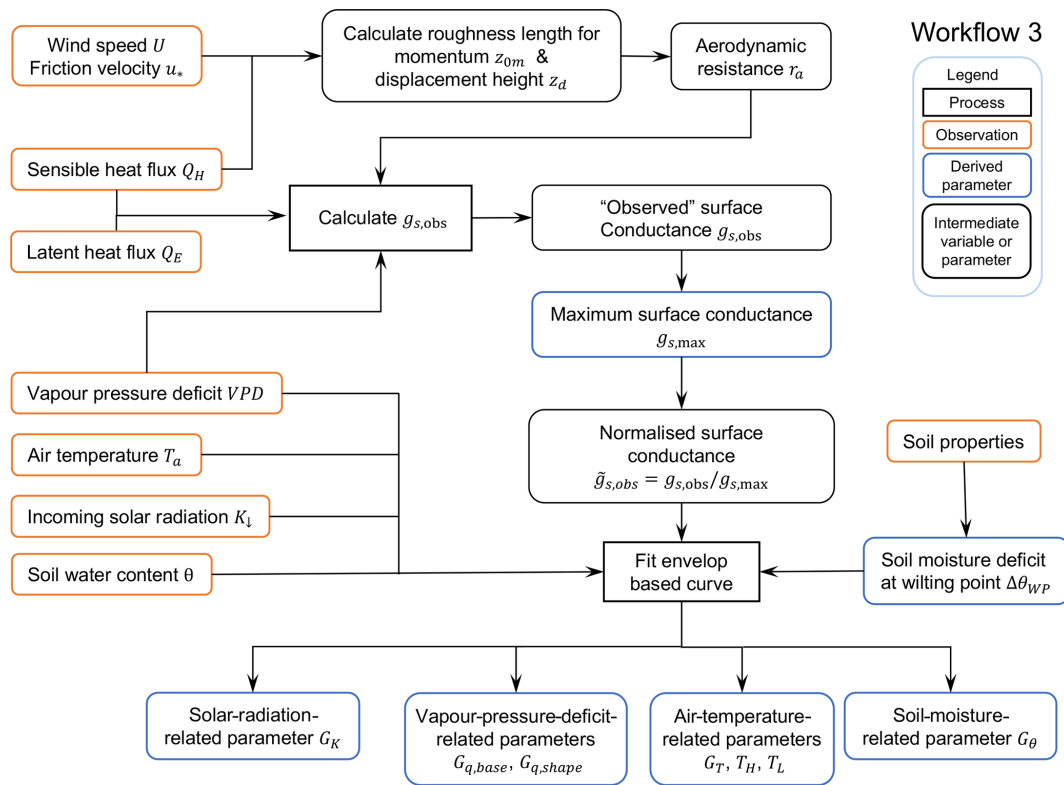 Workflow 3
Legend
Process
Observation
Derived
parameter
Intermediate
variable or
parameter
Wind speed U
Friction velocity u*
Calculate roughness length for
momentum z0m &
displacement height zd
Aerodynamic
resistance ra
Sensible heat flux QH
Latent heat flux QE
Calculate gs,obs
“Observed” surface
Conductance gs,obs
Maximum surface conductance
gs,max
Vapour pressure deficit VPD
Air temperature Ta
Incoming solar radiation K↓
Soil water content θ
Normalised surface
conductance
g̃s,obs = gs,obs/gs,max
Soil properties
Fit envelop
based curve
Soil moisture deficit
at wilting point ΔθWP
Solar-radiation-
related parameter GK
Vapour-pressure-deficit-
related parameters
Gq,base, Gq,shape
Air-temperature-
related parameters
GT, TH, TL
Soil-moisture-
related parameter Gθ